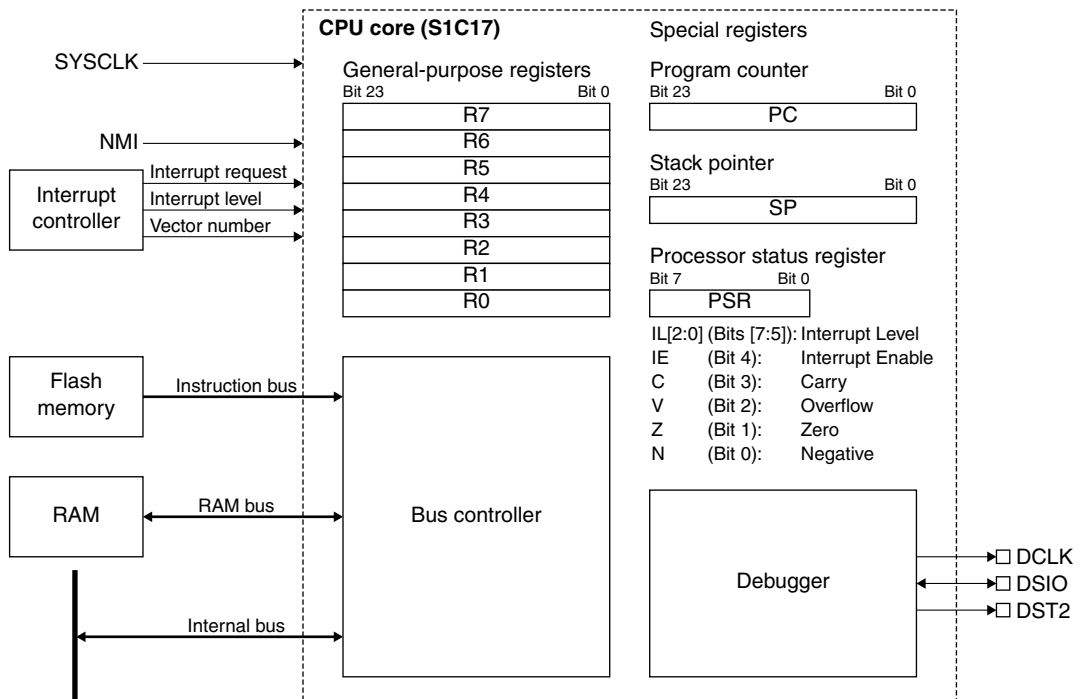 CPU core (S1C17)
Special registers
SYSCLK
General-purpose registers
Bit 23 Bit 0
R7
R6
R5
R4
R3
R2
R1
R0
Program counter
Bit 23 Bit 0
PC
NMI
Interrupt controller
Interrupt request
Interrupt level
Vector number
Stack pointer
Bit 23 Bit 0
SP
Processor status register
Bit 7 Bit 0
PSR
IL[2:0] (Bits [7:5]): Interrupt Level
IE (Bit 4): Interrupt Enable
C (Bit 3): Carry
V (Bit 2): Overflow
Z (Bit 1): Zero
N (Bit 0): Negative
Flash
memory
Instruction bus
RAM
RAM bus
Bus controller
Internal bus
Debugger
DCLK
DSIO
DST2